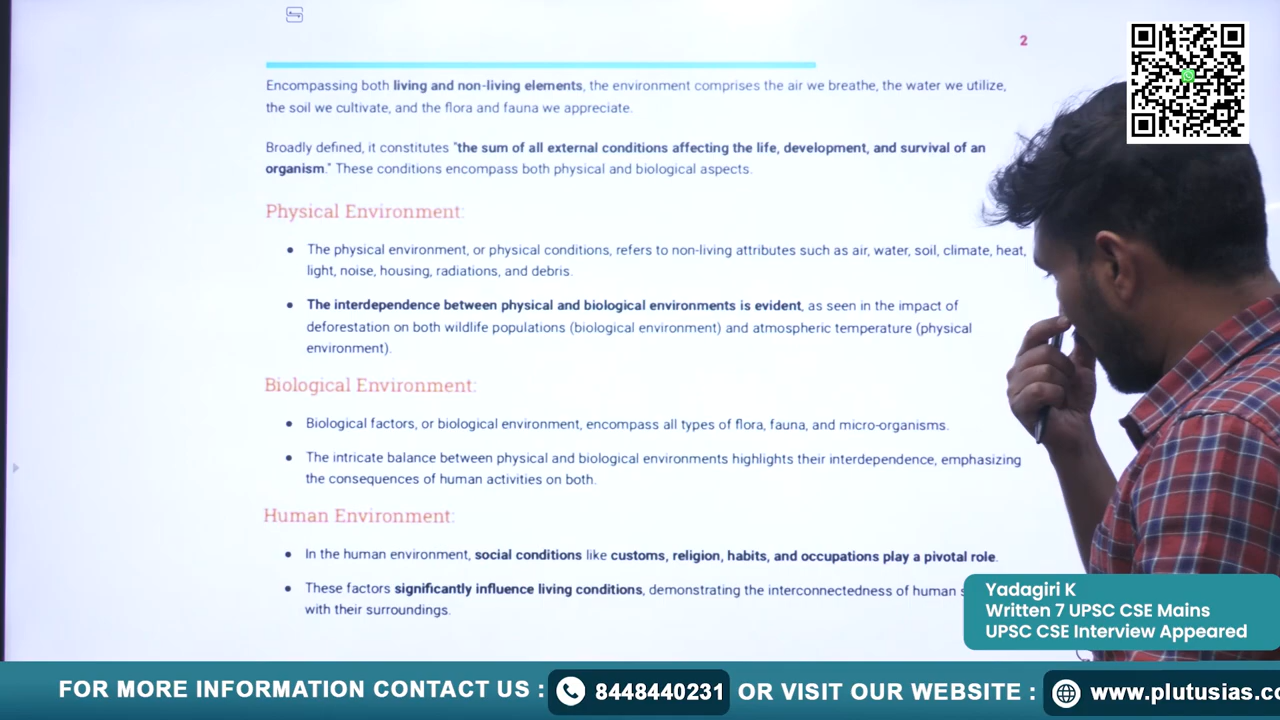 2
Encompassing both living and non-living elements, the environment comprises the air we breathe, the water we utilize,
the soil we cultivate, and the flora and fauna we appreciate.
Broadly defined, it constitutes "the sum of all external conditions affecting the life, development, and survival of an
organism." These conditions encompass both physical and biological aspects.
Physical Environment:
● The physical environment, or physical conditions, refers to non-living attributes such as air, water, soil, climate, heat,
light, noise, housing, radiations, and debris.
● The interdependence between physical and biological environments is evident, as seen in the impact of
deforestation on both wildlife populations (biological environment) and atmospheric temperature (physical
environment).
Biological Environment:
● Biological factors, or biological environment, encompass all types of flora, fauna, and micro-organisms.
● The intricate balance between physical and biological environments highlights their interdependence, emphasizing
the consequences of human activities on both.
Human Environment:
● In the human environment, social conditions like customs, religion, habits, and occupations play a pivotal role.
● These factors significantly influence living conditions, demonstrating the interconnectedness of human
with their surroundings.
Yadagiri K
Written 7 UPSC CSE Mains
UPSC CSE Interview Appeared
FOR MORE INFORMATION CONTACT US : 8448440231 OR VISIT OUR WEBSITE : www.plutusias.co